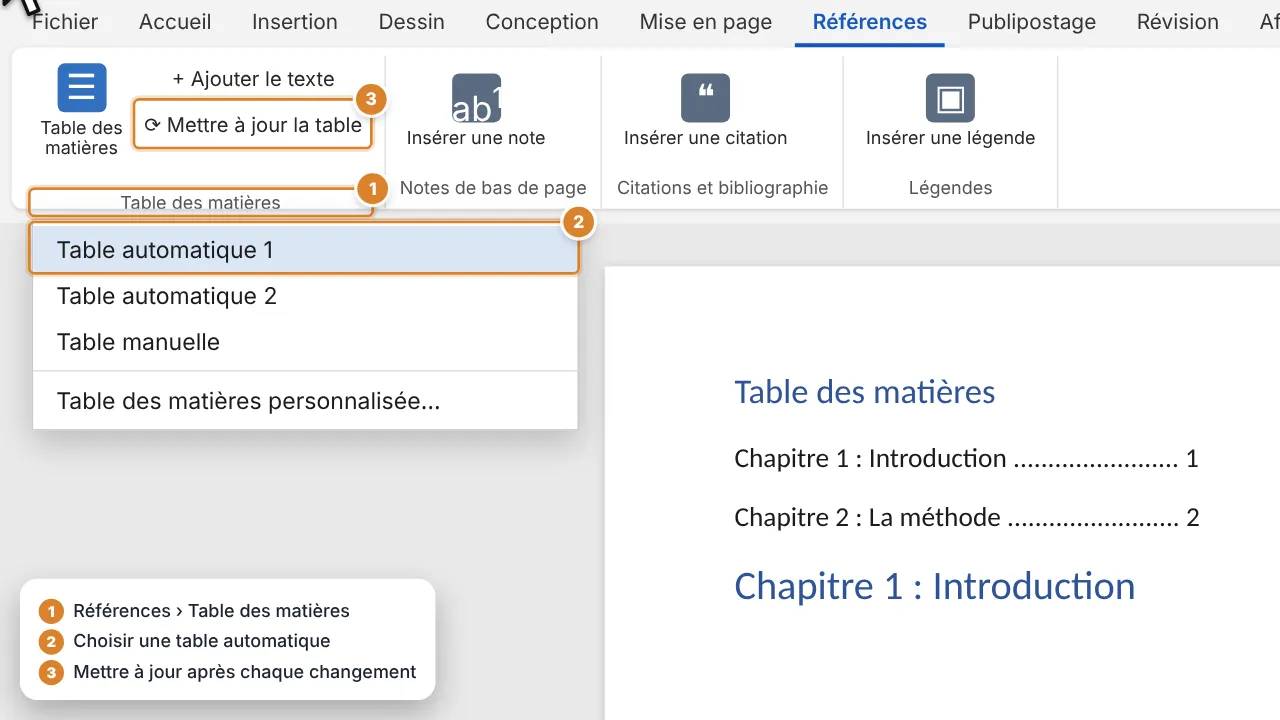 Fichier Accueil Insertion Dessin Conception Mise en page Références Publipostage Révision
+ Ajouter le texte
3
⟳ Mettre à jour la table
Table des
matières
Table des matières
1
ab1
Insérer une note
Notes de bas de page
❝
Insérer une citation
Citations et bibliographie
Insérer une légende
Légendes
2
Table automatique 1
Table automatique 2
Table manuelle
Table des matières personnalisée...
Table des matières
Chapitre 1 : Introduction ........................ 1
Chapitre 2 : La méthode ......................... 2
Chapitre 1 : Introduction
1 Références › Table des matières
2 Choisir une table automatique
3 Mettre à jour après chaque changement